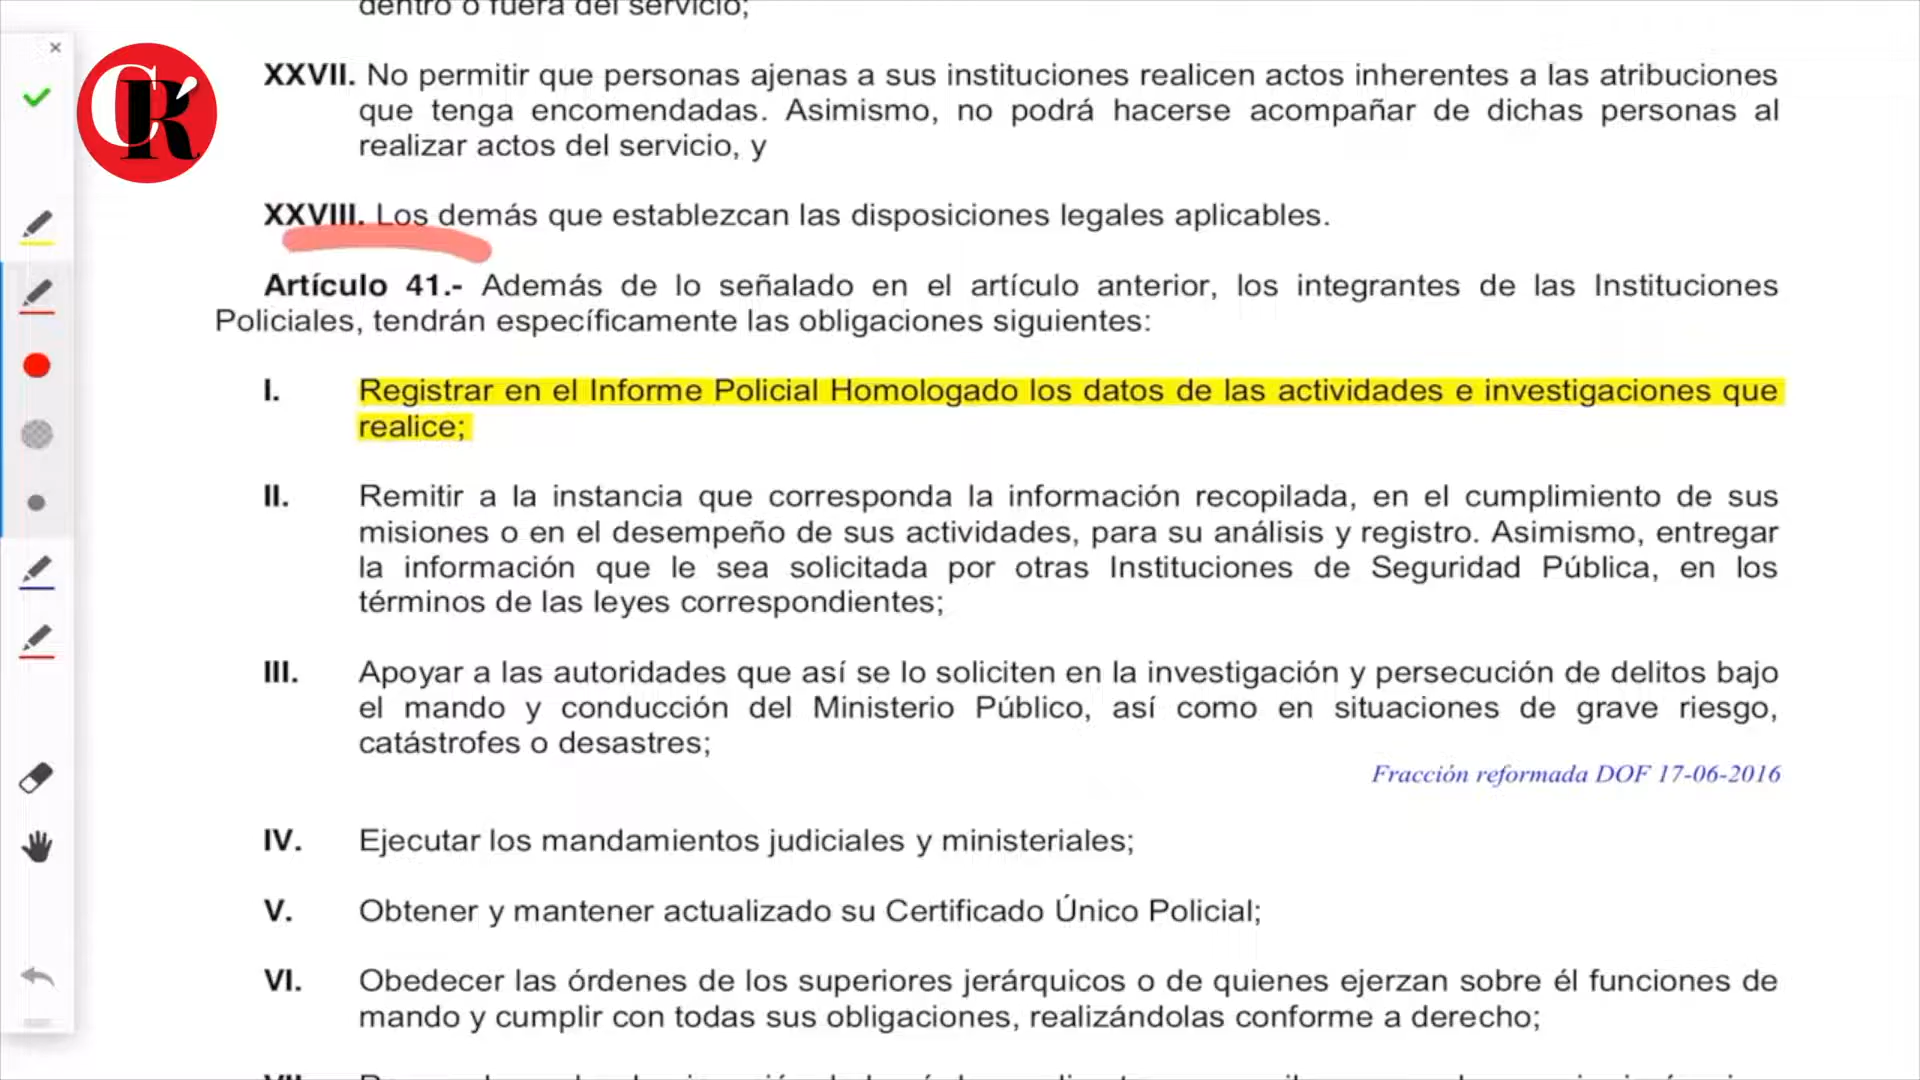 dentro o fuera del servicio;
CR
XXVII. No permitir que personas ajenas a sus instituciones realicen actos inherentes a las atribuciones
que tenga encomendadas. Asimismo, no podrá hacerse acompañar de dichas personas al
realizar actos del servicio, y
XXVIII. Los demás que establezcan las disposiciones legales aplicables.
Artículo 41.- Además de lo señalado en el artículo anterior, los integrantes de las Instituciones
Policiales, tendrán específicamente las obligaciones siguientes:
I. Registrar en el Informe Policial Homologado los datos de las actividades e investigaciones que
realice;
II. Remitir a la instancia que corresponda la información recopilada, en el cumplimiento de sus
misiones o en el desempeño de sus actividades, para su análisis y registro. Asimismo, entregar
la información que le sea solicitada por otras Instituciones de Seguridad Pública, en los
términos de las leyes correspondientes;
III. Apoyar a las autoridades que así se lo soliciten en la investigación y persecución de delitos bajo
el mando y conducción del Ministerio Público, así como en situaciones de grave riesgo,
catástrofes o desastres;
Fracción reformada DOF 17-06-2016
IV. Ejecutar los mandamientos judiciales y ministeriales;
V. Obtener y mantener actualizado su Certificado Único Policial;
VI. Obedecer las órdenes de los superiores jerárquicos o de quienes ejerzan sobre él funciones de
mando y cumplir con todas sus obligaciones, realizándolas conforme a derecho;